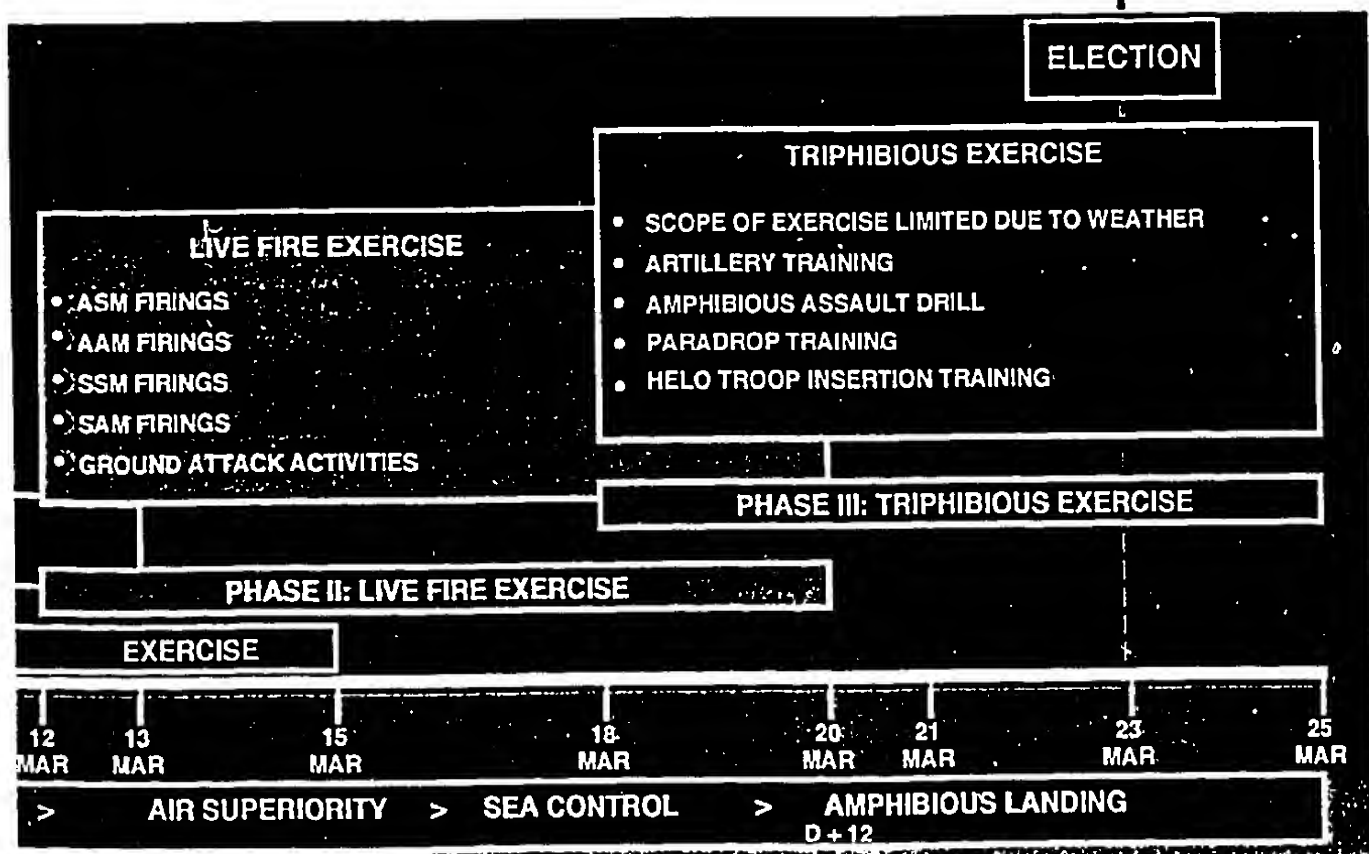 ELECTION
TRIPHIBIOUS EXERCISE
• SCOPE OF EXERCISE LIMITED DUE TO WEATHER
• ARTILLERY TRAINING
• AMPHIBIOUS ASSAULT DRILL
• PARADROP TRAINING
• HELO TROOP INSERTION TRAINING
LIVE FIRE EXERCISE
• ASM FIRINGS
• AAM FIRINGS
• SSM FIRINGS
• SAM FIRINGS
• GROUND ATTACK ACTIVITIES
PHASE III: TRIPHIBIOUS EXERCISE
PHASE II: LIVE FIRE EXERCISE
EXERCISE
12 MAR
13 MAR
15 MAR
18 MAR
20 MAR
21 MAR
23 MAR
25 MAR
> AIR SUPERIORITY > SEA CONTROL > AMPHIBIOUS LANDING
D + 12